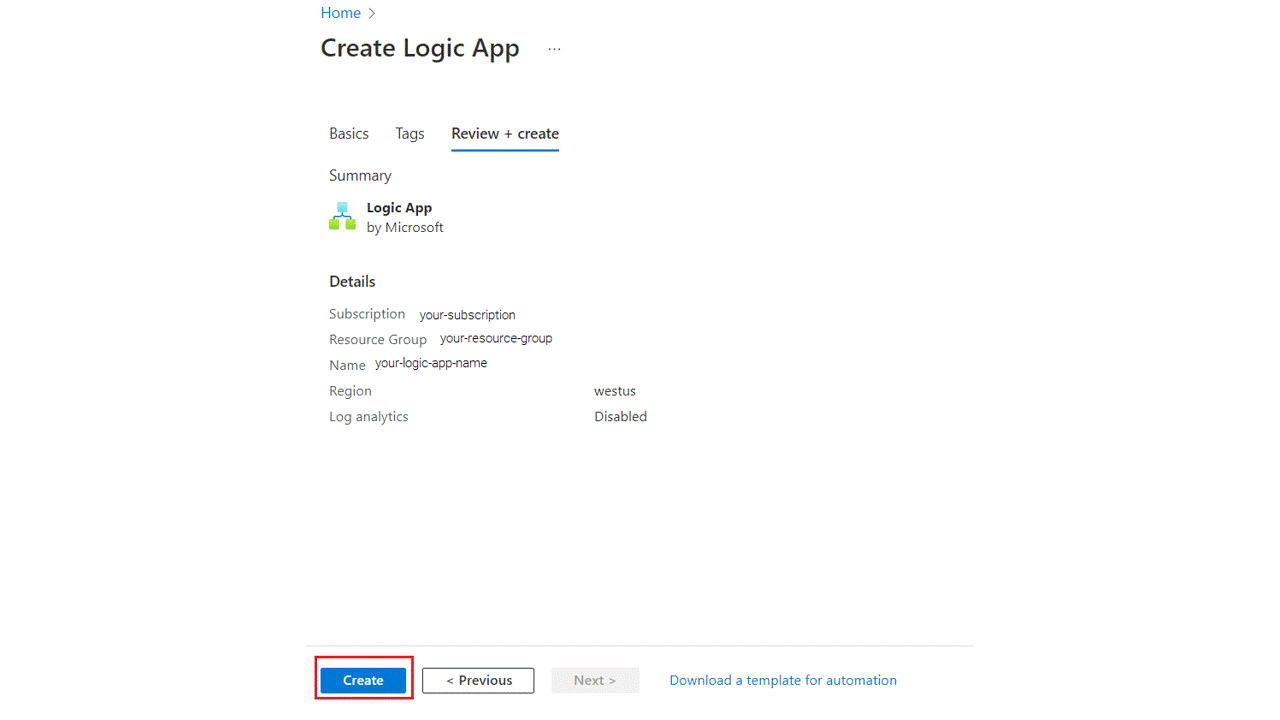 Home >
Create Logic App ...
Basics Tags Review + create
Summary
Logic App
by Microsoft
Details
Subscription your-subscription
Resource Group your-resource-group
Name your-logic-app-name
Region westus
Log analytics Disabled
Create < Previous Next > Download a template for automation